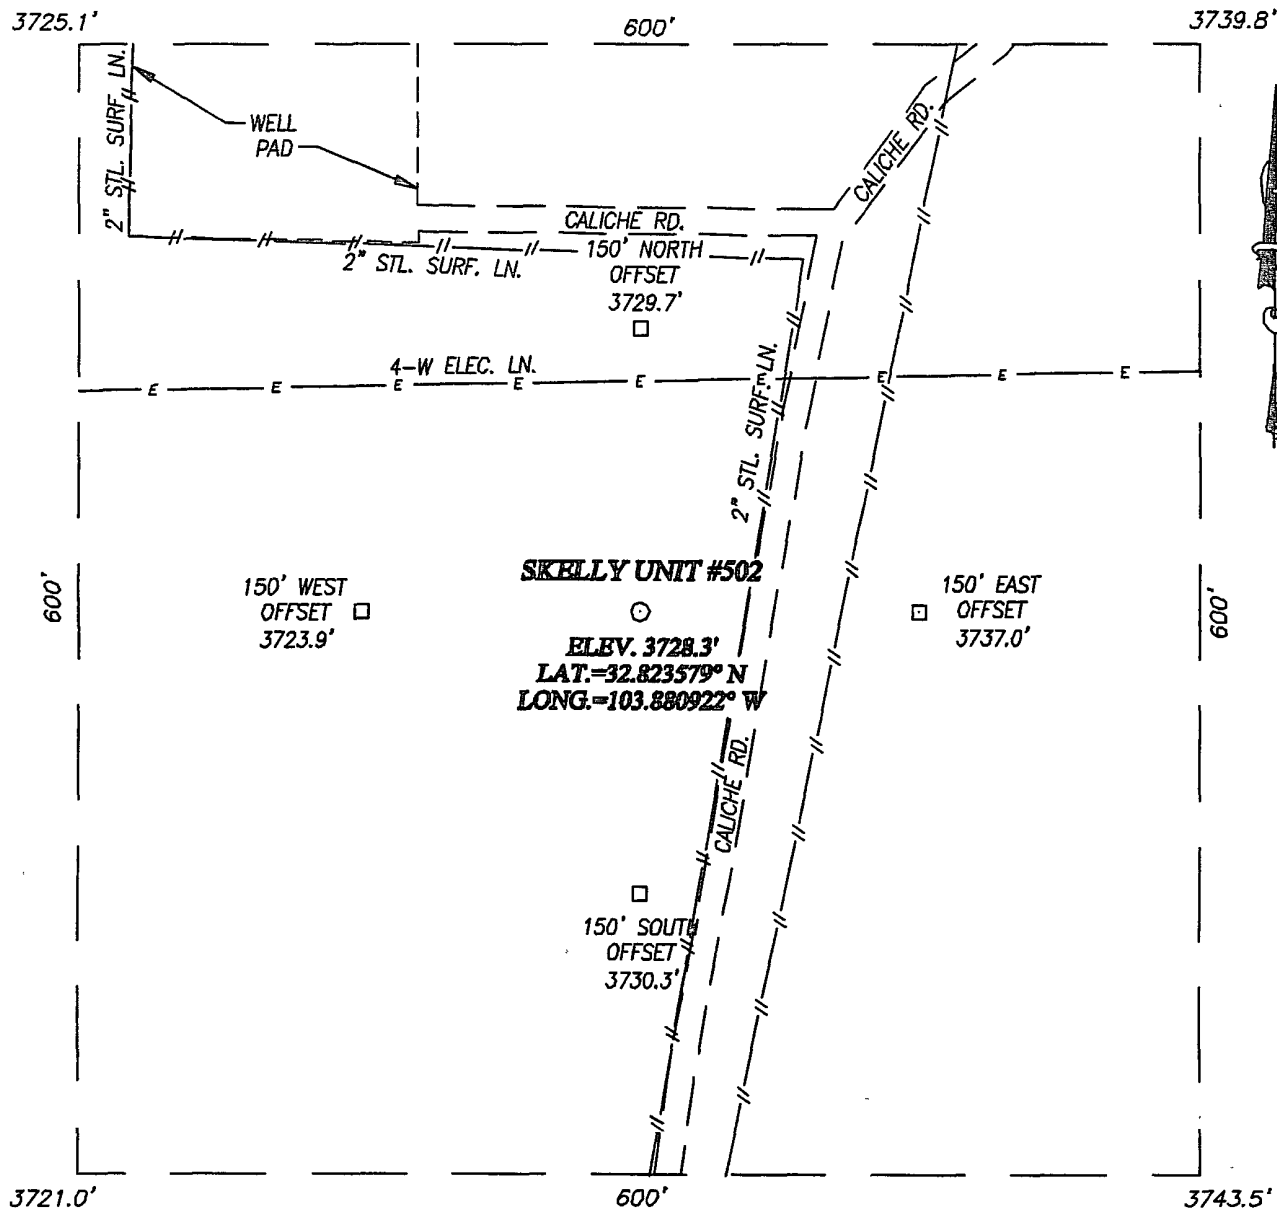 3725.1'
600'
3739.8'
2" STL. SURF. LN.
WELL
PAD
CALICHE RD.
CALICHE RD.
2" STL. SURF. LN.
150' NORTH
OFFSET
3729.7'
4-W ELEC. LN.
E E E E E E E E E
2" STL. SURF. LN.
600'
150' WEST
OFFSET
3723.9'
SKELLY UNIT #502
ELEV. 3728.3'
LAT.=32.823579° N
LONG.=103.880922° W
150' EAST
OFFSET
3737.0'
600'
CALICHE RD.
150' SOUTH
OFFSET
3730.3'
3721.0'
600'
3743.5'